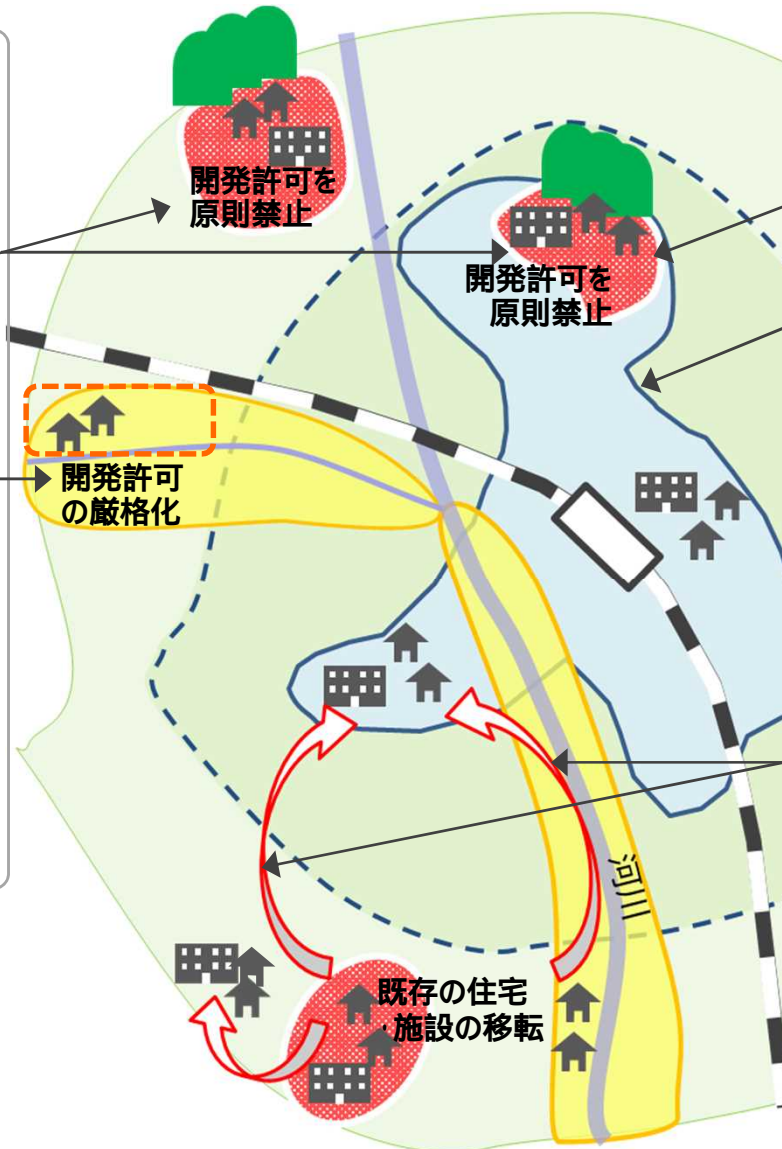 開発許可を
原則禁止
開発許可を
原則禁止
開発許可
の厳格化
河川
既存の住宅
・施設の移転